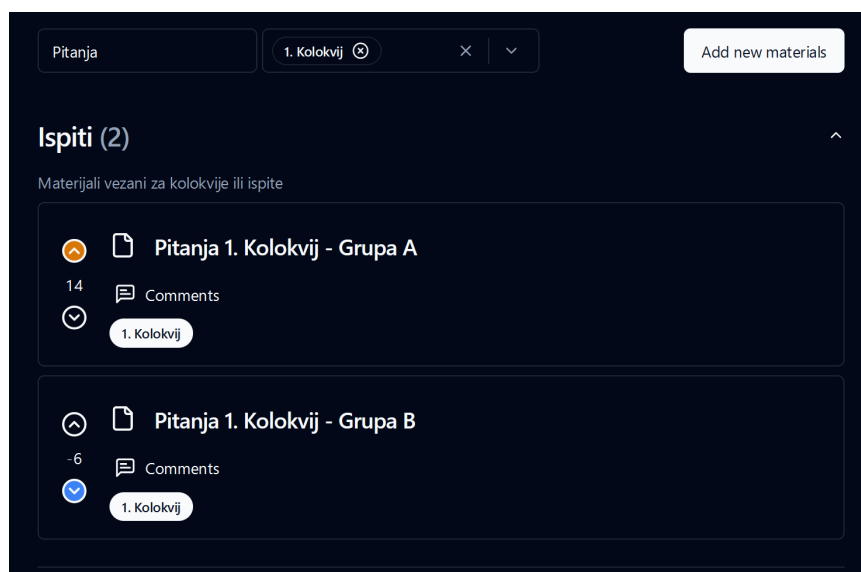 Pitanja
1. Kolokvij
Add new materials
Ispiti (2)
Materijali vezani za kolokvije ili ispite
Pitanja 1. Kolokvij - Grupa A
14
Comments
1. Kolokvij
Pitanja 1. Kolokvij - Grupa B
-6
Comments
1. Kolokvij